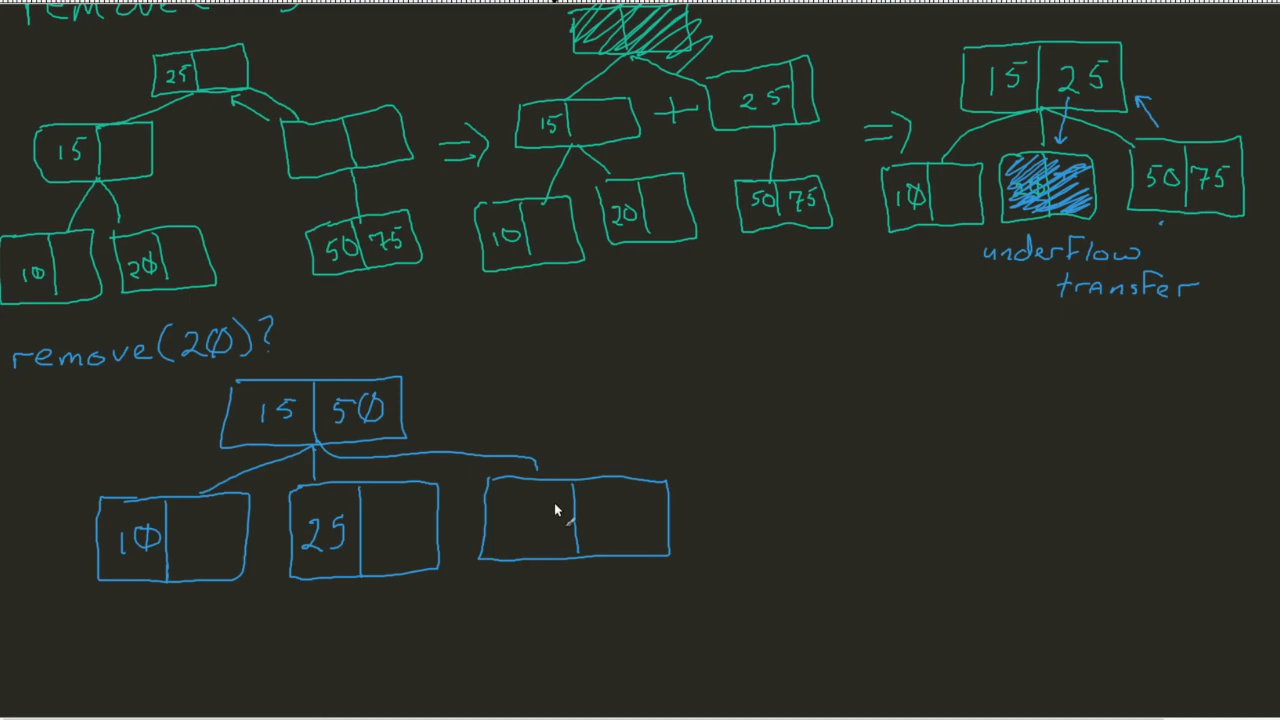 remove(
25
15
10 20
50 75
⇒
15 + 25
10 20
50 75
⇒
15 25
10
50 75
underflow
transfer
remove(20)?
15 50
10 25